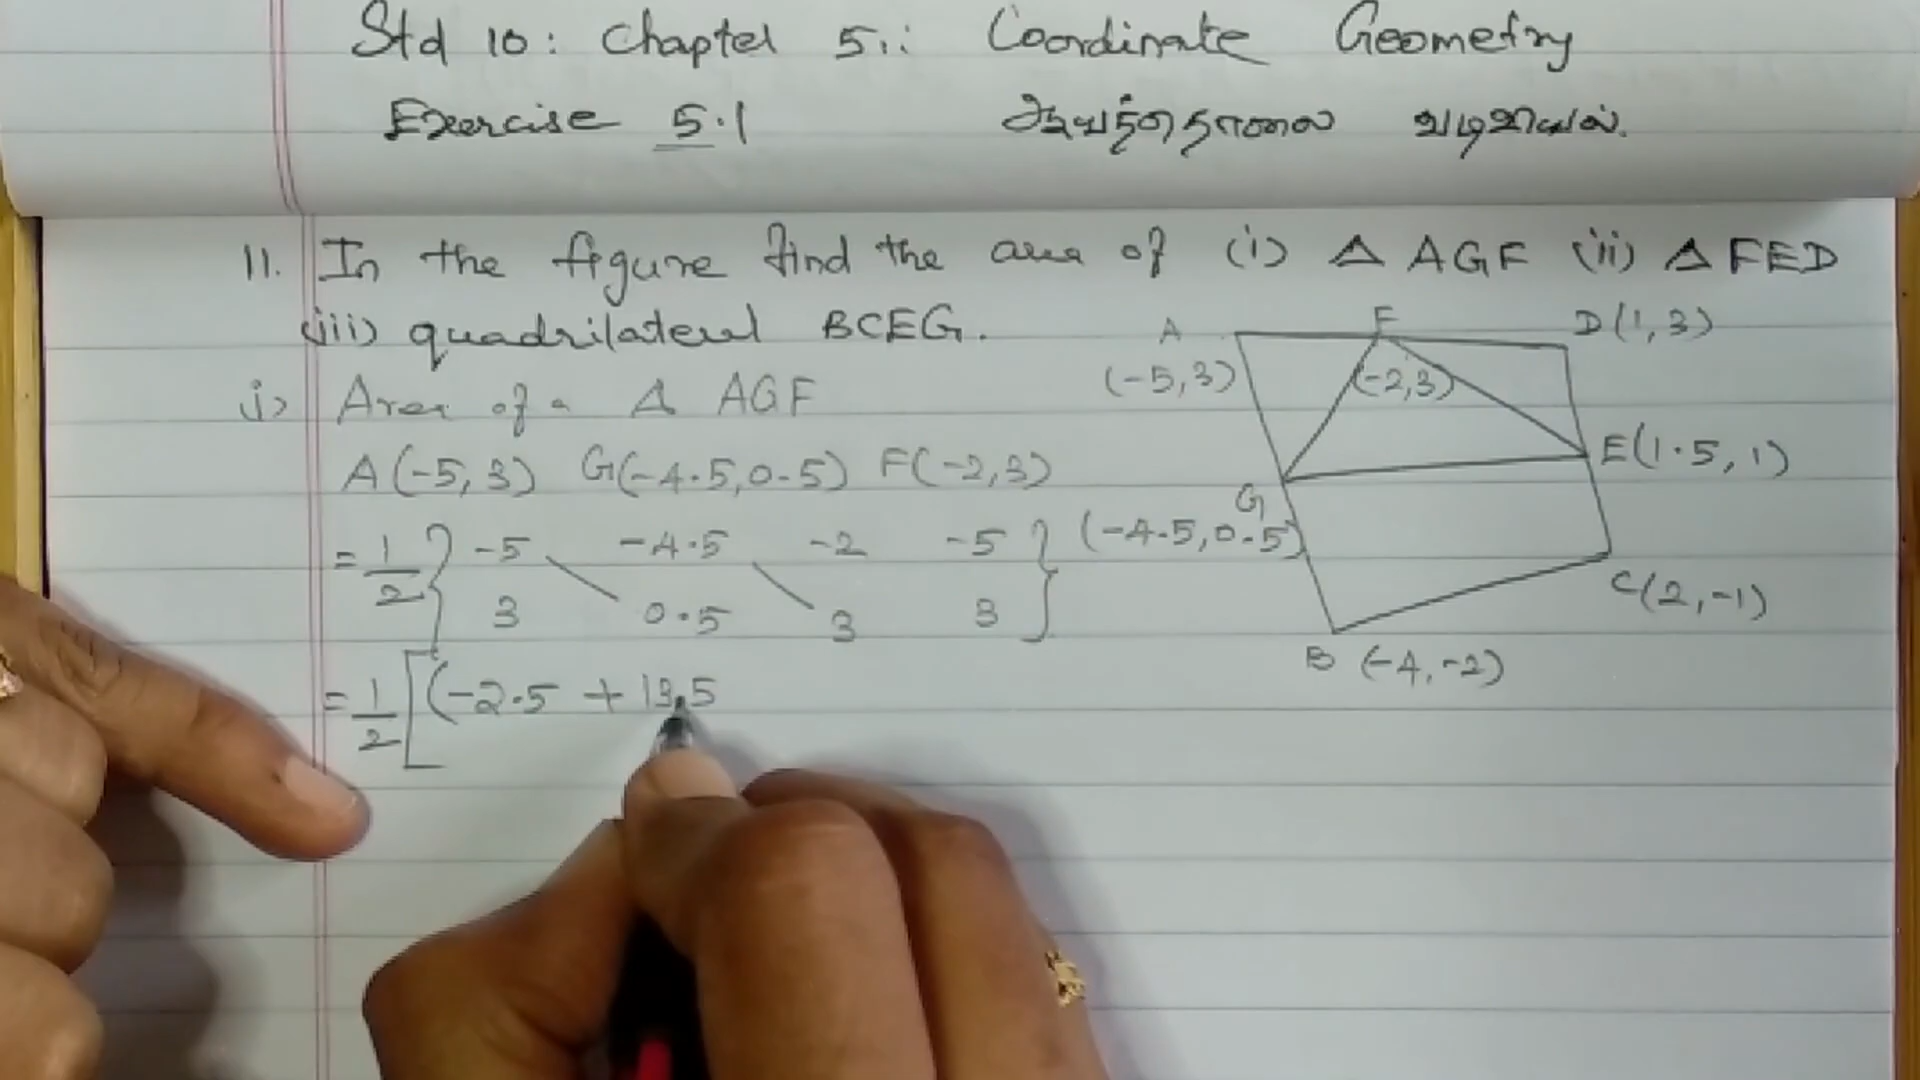 Std 10: Chapter 5: Coordinate Geometry
Exercise 5.1
வடிவியல்.
11. In the figure find the area of (i) Δ AGF (ii) Δ FED
(iii) quadrilateral BCEG.
A F D(1,3)
(-5,3) (-2,3)
i) Area of a Δ AGF
A(-5,3) G(-4.5,0.5) F(-2,3)
E(1.5,1)
G
(-4.5,0.5)
= 1/2 { -5 -4.5 -2 -5
3 0.5 3 3 }
C(2,-1)
B (-4,-2)
= 1/2 [(-2.5 + 13.5